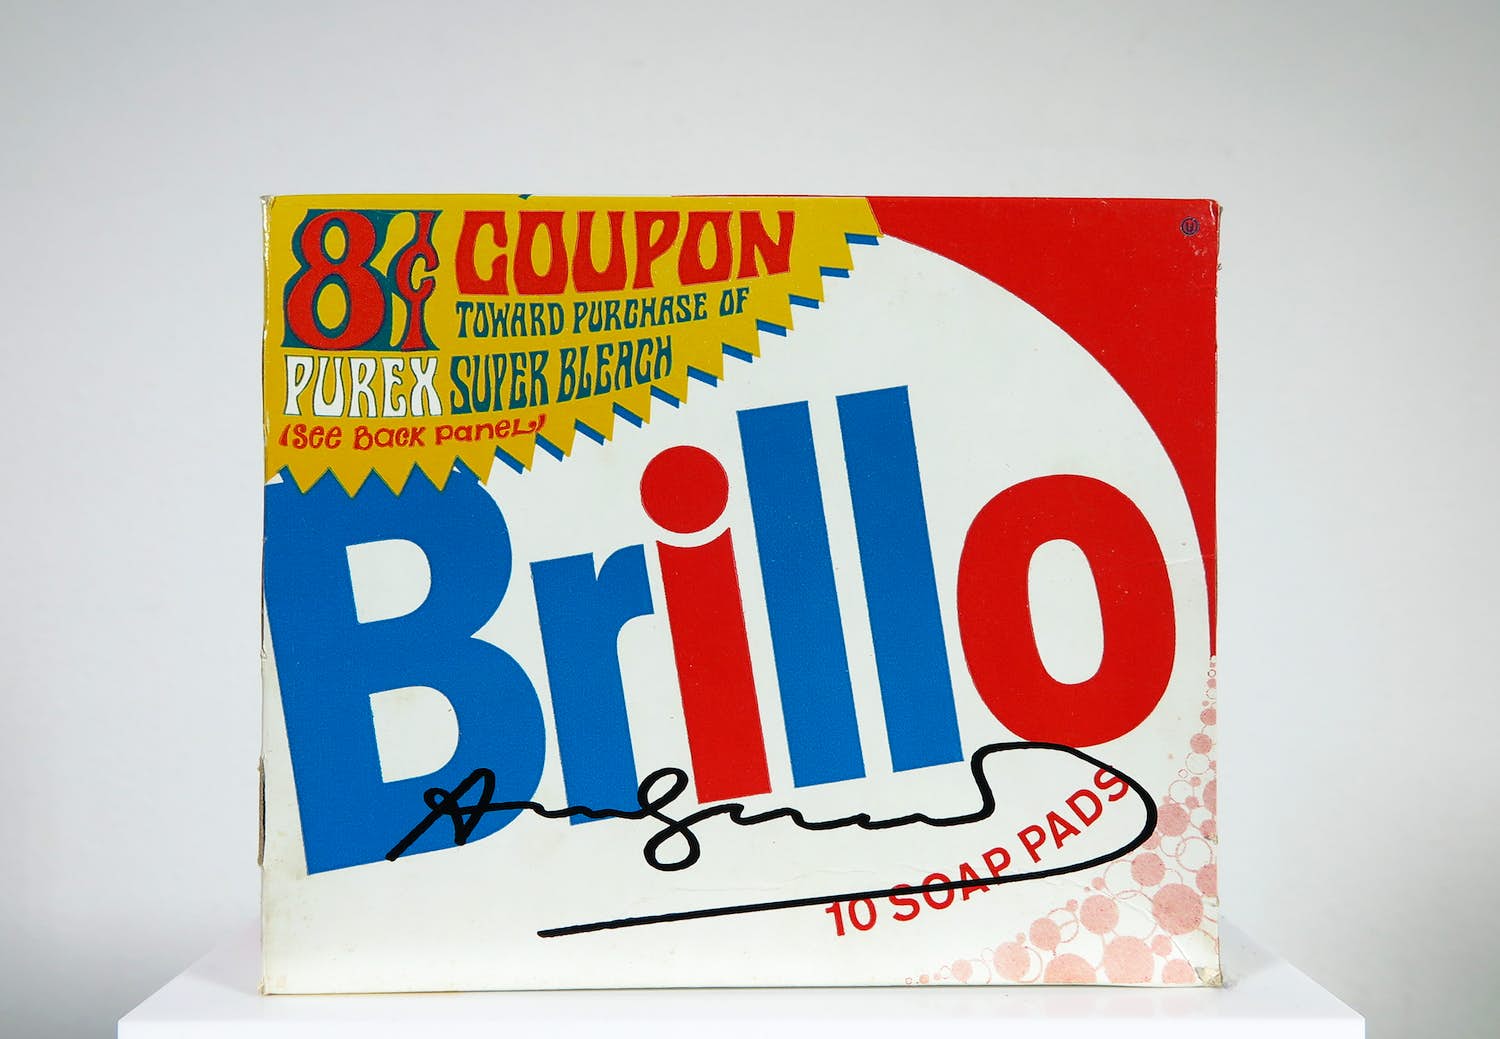 8¢ COUPON
TOWARD PURCHASE OF
PUREX SUPER BLEACH
(see Back panel)
Brillo
10 SOAP PADS
U